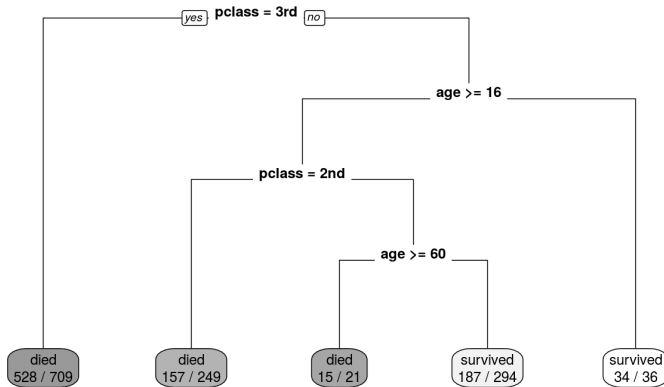 pclass = 3rd
yes
no
age >= 16
pclass = 2nd
age >= 60
died
528 / 709
died
157 / 249
died
15 / 21
survived
187 / 294
survived
34 / 36